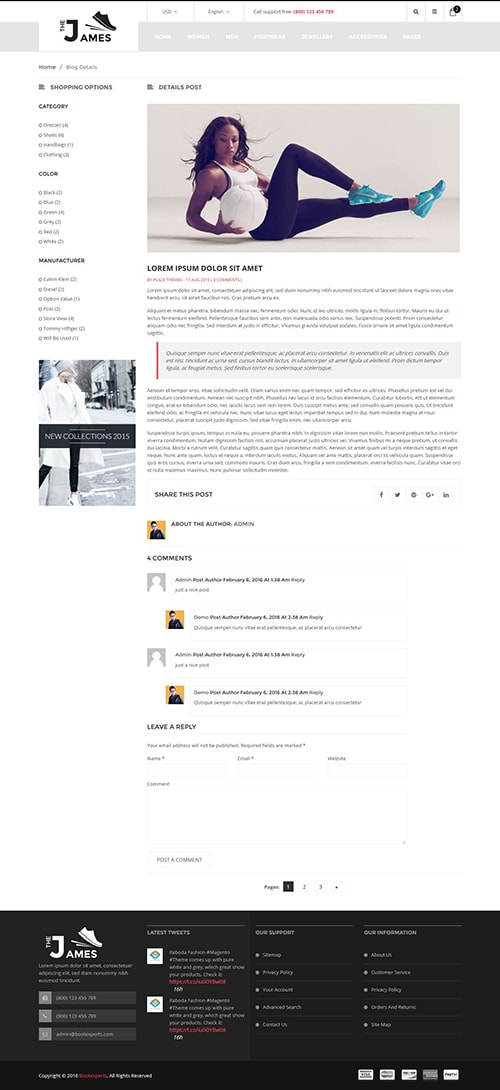 THE JAMES
USD
English
Call support free: (800) 123 456 789
2
HOME WOMEN MEN FOOTWEAR JEWELLERY ACCESSORIES PAGES
Home / Blog Details
SHOPPING OPTIONS
CATEGORY
Dresses (4)
Shoes (6)
Handbags (1)
Clothing (3)
COLOR
Black (2)
Blue (2)
Green (4)
Grey (2)
Red (2)
White (2)
MANUFACTURER
Calvin Klein (2)
Diesel (2)
Option Value (1)
Polo (2)
Store View (4)
Tommy Hilfiger (2)
Will Be Used (1)
NEW COLLECTIONS 2015
DETAILS POST
LOREM IPSUM DOLOR SIT AMET
BY PLAZA THEMES - 17 AUG 2015 | 0 COMMENTS |
Lorem ipsum dolor sit amet, consectetuer adipiscing elit, sed diam nonummy nibh euismod tincidunt ut laoreet dolore magna onec vitae
hendrerit arcu, sit amet faucibus nisl. Cras pretium arcu ex.
Aliquam et metus pharetra, bibendum massa nec, fermentum odio. Nunc id leo ultrices, mollis ligula in, finibus tortor. Mauris eu dui ut
lectus fermentum eleifend. Pellentesque faucibus sem ante, non malesuada odio varius nec. Suspendisse potenti. Proin consectetur
aliquam odio nec fringilla. Sed interdum at justo in efficitur. Vivamus gravida volutpat sodales. Fusce ornare sit amet ligula condimentum
sagittis.
Quisque semper nunc vitae erat pellentesque, ac placerat arcu consectetur. In venenatis elit ac ultrices convallis. Duis
est nisi, tincidunt ac urna sed, cursus blandit lectus. In ullamcorper sit amet ligula ut eleifend. Proin dictum tempor
ligula, ac feugiat metus. Sed finibus tortor eu scelerisque scelerisque.
Aenean et tempor eros, vitae sollicitudin velit. Etiam varius enim nec quam tempor, sed efficitur ex ultrices. Phasellus pretium est vel dui
vestibulum condimentum. Aenean nec suscipit nibh. Phasellus nec lacus id arcu facilisis elementum. Curabitur lobortis, elit ut elementum
congue, erat ex bibendum odio, nec iaculis lacus sem non lorem. Duis suscipit metus ante, sed convallis quam posuere quis. Ut tincidunt
eleifend odio, ac fringilla mi vehicula nec. Nunc vitae lacus eget lectus imperdiet tempus sed in dui. Nam molestie magna at risus
consectetur, placerat suscipit justo dignissim. Sed vitae fringilla enim, nec ullamcorper arcu.
Suspendisse turpis ipsum, tempus in nulla eu, posuere pharetra nibh. In dignissim vitae lorem non mollis. Praesent pretium tellus in tortor
viverra condimentum. Nullam dignissim facilisis nisl, accumsan placerat justo ultricies vel. Vivamus finibus mi a neque pretium, ut convallis
dui lacinia. Morbi a rutrum velit. Curabitur sagittis quam quis consectetur mattis. Aenean sit amet quam vel turpis interdum sagittis et eget
neque. Nunc ante quam, luctus et neque a, interdum iaculis metus. Aliquam vel ante mattis, placerat orci id, vehicula quam. Suspendisse
quis eros cursus, viverra urna sed, commodo mauris. Cras diam arcu, fringilla a sem condimentum, viverra facilisis nunc. Curabitur vitae orci id
maximus maximus. Nunc pulvinar sollicitudin molestie.
SHARE THIS POST
ABOUT THE AUTHOR: ADMIN
4 COMMENTS
Admin Post Author February 6, 2016 At 1:38 Am Reply
just a nice post
Demo Post Author February 6, 2016 At 2:38 Am Reply
Quisque semper nunc vitae erat pellentesque, ac placerat arcu consectetur
Admin Post Author February 6, 2016 At 1:38 Am Reply
just a nice post
Demo Post Author February 6, 2016 At 2:38 Am Reply
Quisque semper nunc vitae erat pellentesque, ac placerat arcu consectetur
LEAVE A REPLY
Your email address will not be published. Required fields are marked *
Name * Email * Website
Comment
POST A COMMENT
Pages: 1 2 3
THE JAMES
Lorem ipsum dolor sit amet, consectetuer
adipiscing elit, sed diam nonummy nibh
euismod tincidunt.
(800) 123 456 789
(800) 123 456 789
admin@bootexperts.com
LATEST TWEETS
Raboda Fashion #Magento
#Theme comes up with pure
white and grey, which great show
your products. Check it:
16h
Raboda Fashion #Magento
#Theme comes up with pure
white and grey, which great show
your products. Check it:
16h
OUR SUPPORT
Sitemap
Privacy Policy
Your Account
Advanced Search
Contact Us
OUR INFORMATION
About Us
Customer Service
Privacy Policy
Orders And Returns
Site Map
Copyright © 2016 Bootexperts. All Rights Reserved
VISA
PayPal